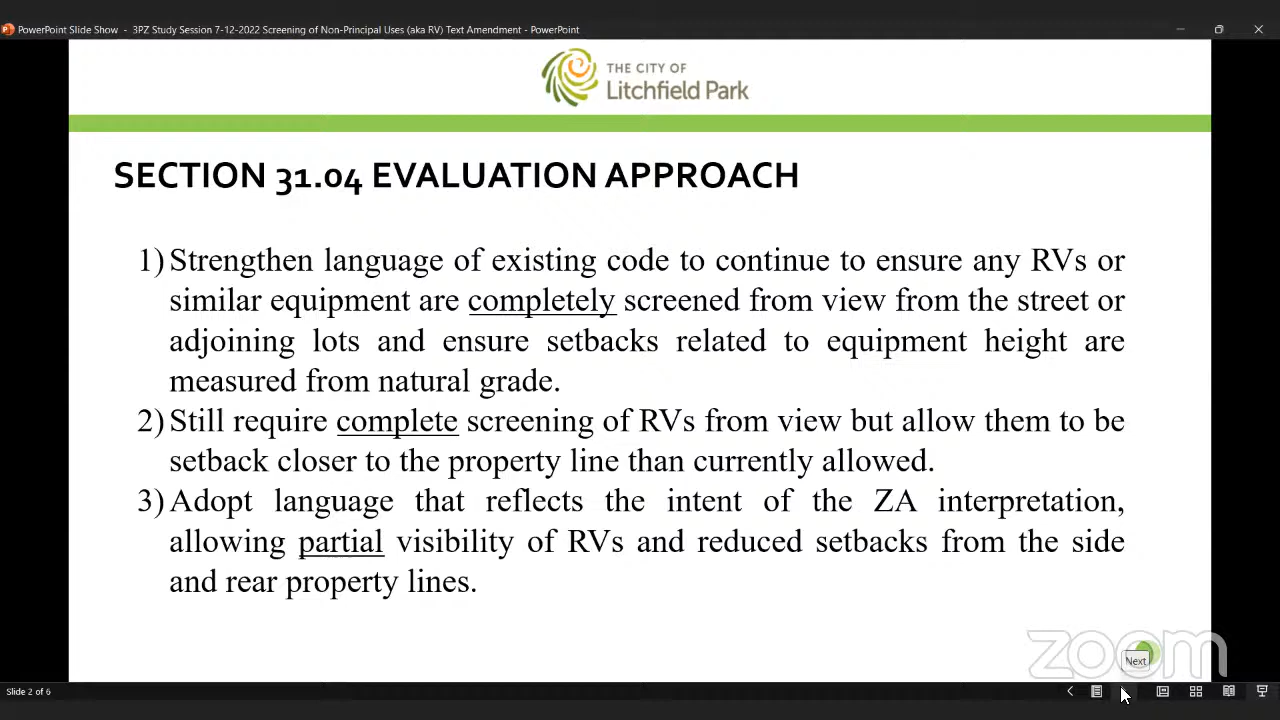 PowerPoint Slide Show - 3PZ Study Session 7-12-2022 Screening of Non-Principal Uses (aka RV) Text Amendment - PowerPoint
THE CITY OF
Litchfield Park
SECTION 31.04 EVALUATION APPROACH
1) Strengthen language of existing code to continue to ensure any RVs or
similar equipment are completely screened from view from the street or
adjoining lots and ensure setbacks related to equipment height are
measured from natural grade.
2) Still require complete screening of RVs from view but allow them to be
setback closer to the property line than currently allowed.
3) Adopt language that reflects the intent of the ZA interpretation,
allowing partial visibility of RVs and reduced setbacks from the side
and rear property lines.
zoom
Next
Slide 2 of 6